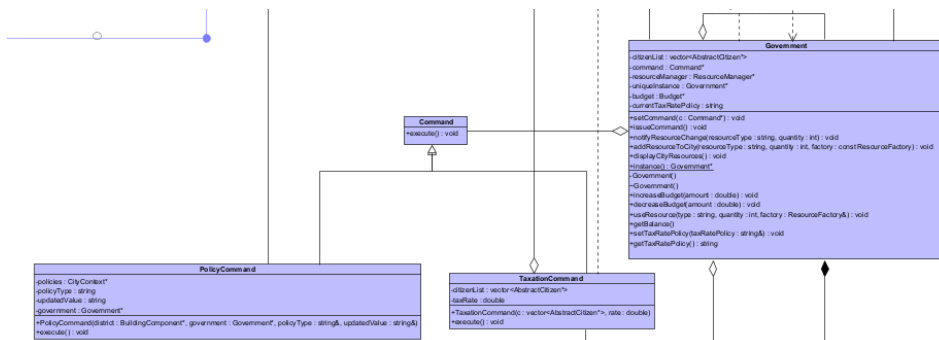 Government
-citizenList : vector<AbstractCitizen*>
-command : Command*
-resourceManager : ResourceManager*
-uniqueInstance : Government*
-budget : Budget*
-currentTaxRatePolicy : string
+setCommand(c : Command*) : void
+issueCommand() : void
+notifyResourceChange(resourceType : string, quantity : int) : void
+addResourceToCity(resourceType : string, quantity : int, factory : const ResourceFactory) : void
+displayCityResources() : void
+instance() : Government*
-Government()
~Government()
+increaseBudget(amount : double) : void
+decreaseBudget(amount : double) : void
+useResource(type : string, quantity : int, factory : ResourceFactory&) : void
+getBalance()
+setTaxRatePolicy(taxRatePolicy : string&) : void
+getTaxRatePolicy() : string
Command
+execute() : void
PolicyCommand
-policies : CityContext*
-policyType : string
-updatedValue : string
-government : Government*
+PolicyCommand(district : BuildingComponent*, government : Government*, policyType : string&, updatedValue : string&)
+execute() : void
TaxationCommand
-citizenList : vector<AbstractCitizen*>
-taxRate : double
+TaxationCommand(c : vector<AbstractCitizen*>, rate : double)
+execute() : void